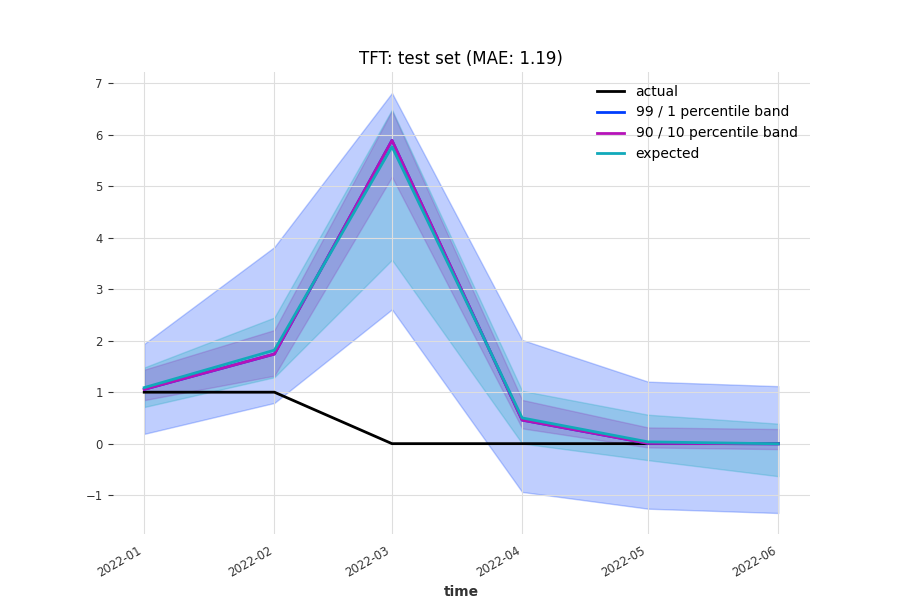 TFT: test set (MAE: 1.19)
actual
99 / 1 percentile band
90 / 10 percentile band
expected
7
6
5
4
3
2
1
0
−1
2022-01
2022-02
2022-03
2022-04
2022-05
2022-06
time